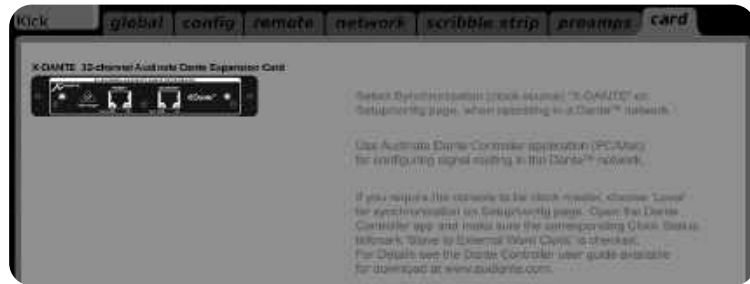 Kick global config remote network scribble strip preamps card
X-DANTE 32-channel Audinate Dante Expansion Card
Select Synchronisation (clock source) "X-DANTE" on
Setup/config page, when operating in a Dante™ network.
Use Audinate Dante Controller application (PC/Mac)
for configuring signal routing in the Dante™ network.
If you require the console to be clock master, choose 'Local'
for synchronisation on Setup/config page. Open the Dante
Controller app and make sure the corresponding Clock Status
tickmark 'Slave to External Word Clock' is checked.
For Details see the Dante Controller user guide available
for download at www.audinate.com.